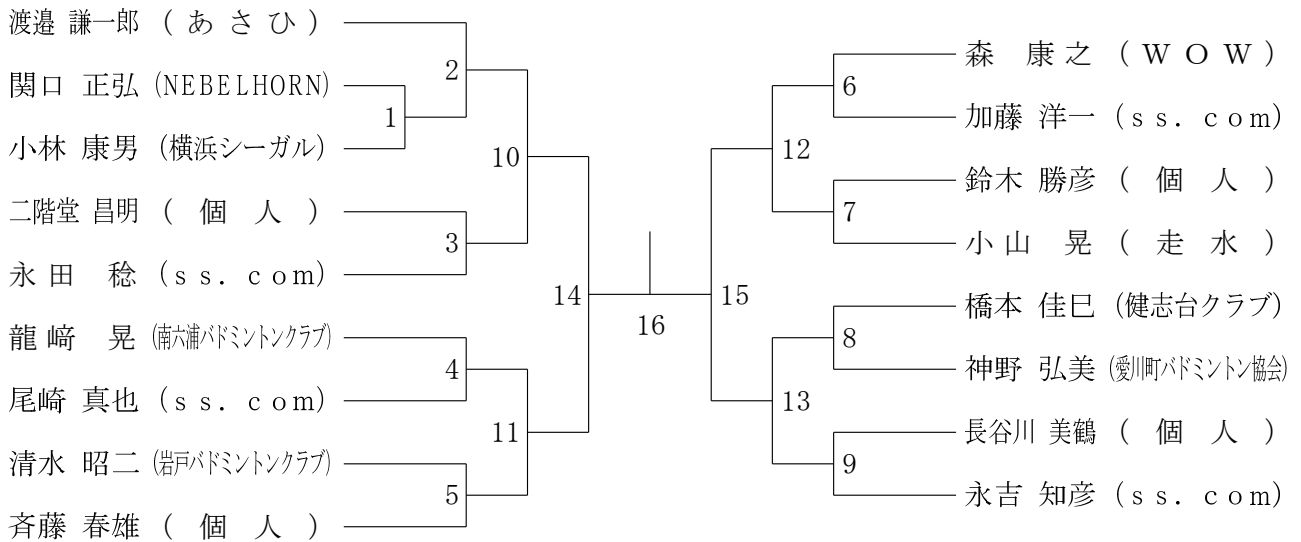 渡邉 謙一郎 (あさひ)
関口 正弘 (NEBELHORN)
小林 康男 (横浜シーガル)
二階堂 昌明 (個人)
永田 稔 (ss.com)
龍﨑 晃 (南六浦バドミントンクラブ)
尾崎 真也 (ss.com)
清水 昭二 (岩戸バドミントンクラブ)
斉藤 春雄 (個人)
1
2
3
4
5
10
11
14
16
15
12
13
6
7
8
9
森 康之 (WOW)
加藤 洋一 (ss.com)
鈴木 勝彦 (個人)
小山 晃 (走水)
橋本 佳巳 (健志台クラブ)
神野 弘美 (愛川町バドミントン協会)
長谷川 美鶴 (個人)
永吉 知彦 (ss.com)